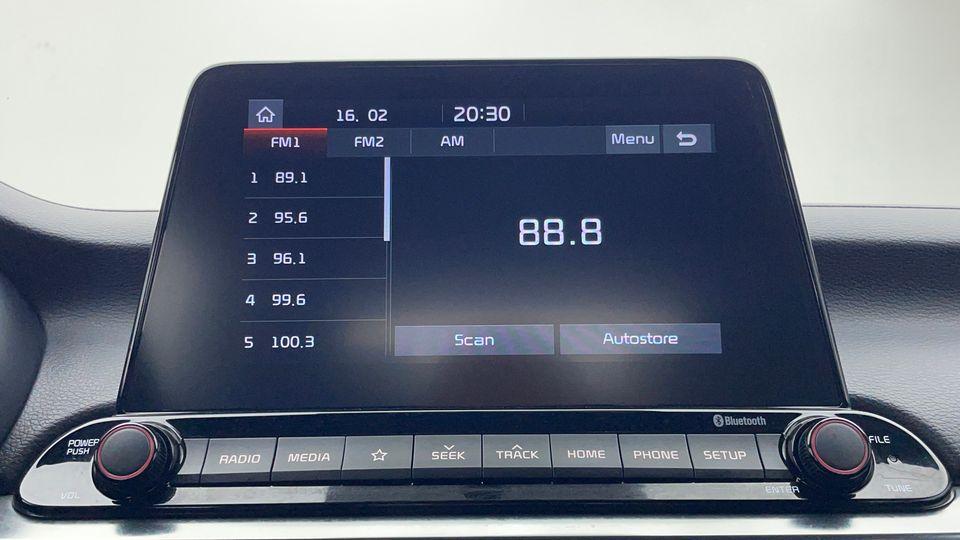 16. 02 20:30
FM1 FM2 AM Menu
1 89.1
2 95.6
3 96.1
4 99.6
5 100.3
88.8
Scan Autostore
Bluetooth
POWER
PUSH
VOL
RADIO MEDIA SEEK TRACK HOME PHONE SETUP
FILE
ENTER
TUNE